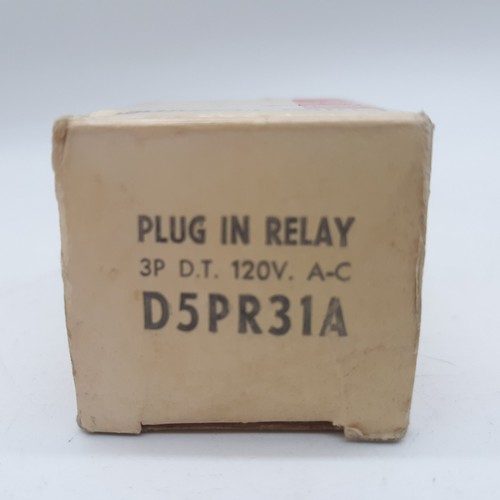 PLUG IN RELAY
3P D.T. 120V. A-C
D5PR31A